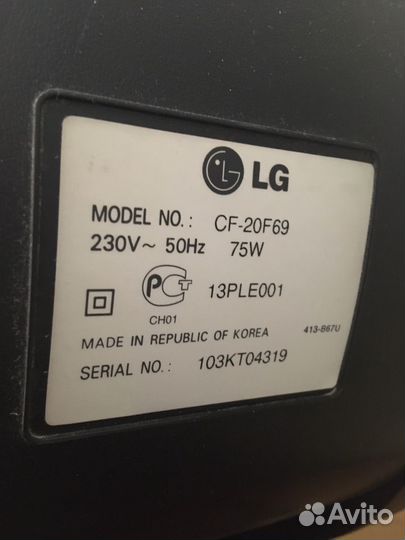 LG
MODEL NO.: CF-20F69
230V~ 50Hz 75W
РСТ 13PLE001
CH01
MADE IN REPUBLIC OF KOREA 413-B67U
SERIAL NO.: 103KT04319
Avito